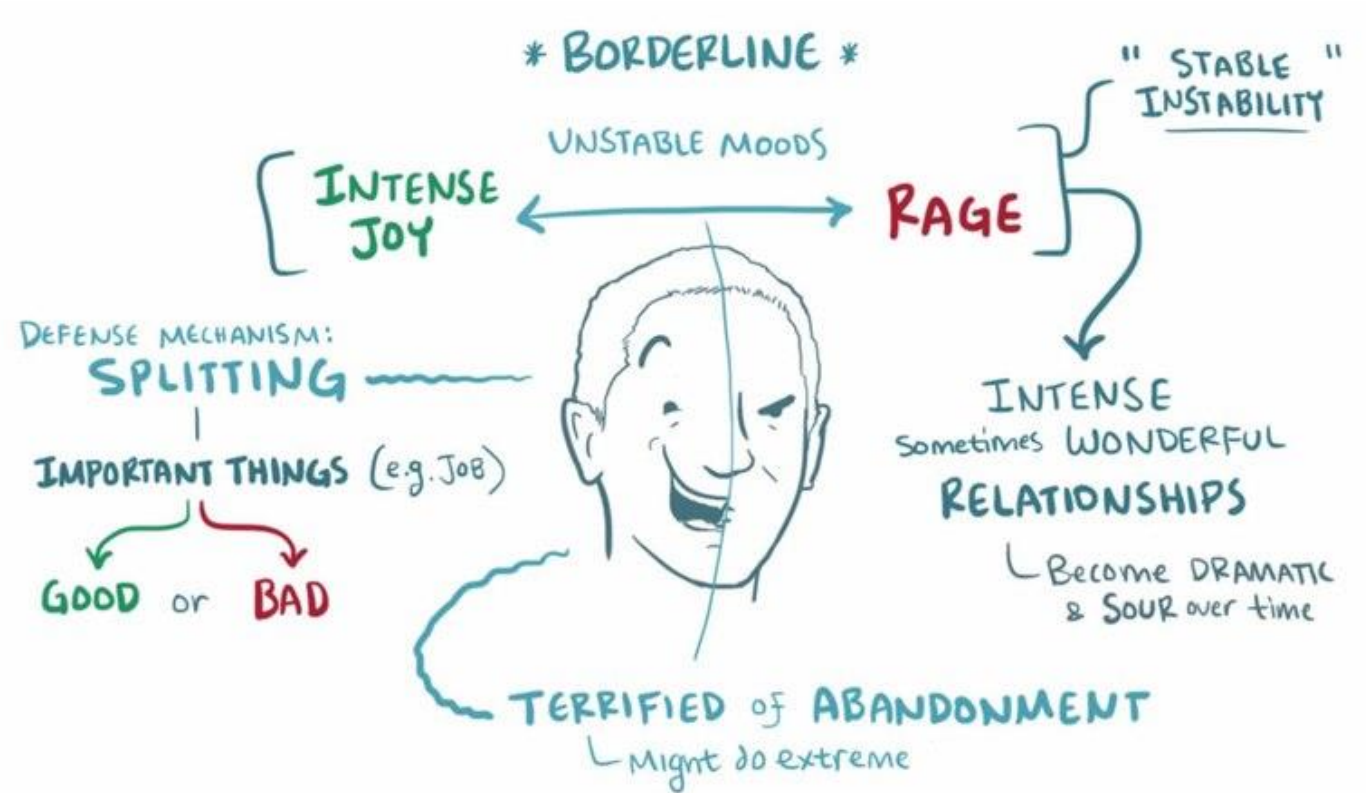 * BORDERLINE *
" STABLE "
INSTABILITY
UNSTABLE MOODS
INTENSE
JOY
RAGE
DEFENSE MECHANISM:
SPLITTING
IMPORTANT THINGS (e.g. JOB)
GOOD or BAD
INTENSE
Sometimes WONDERFUL
RELATIONSHIPS
Become DRAMATIC
& SOUR over time
TERRIFIED of ABANDONMENT
Might do extreme